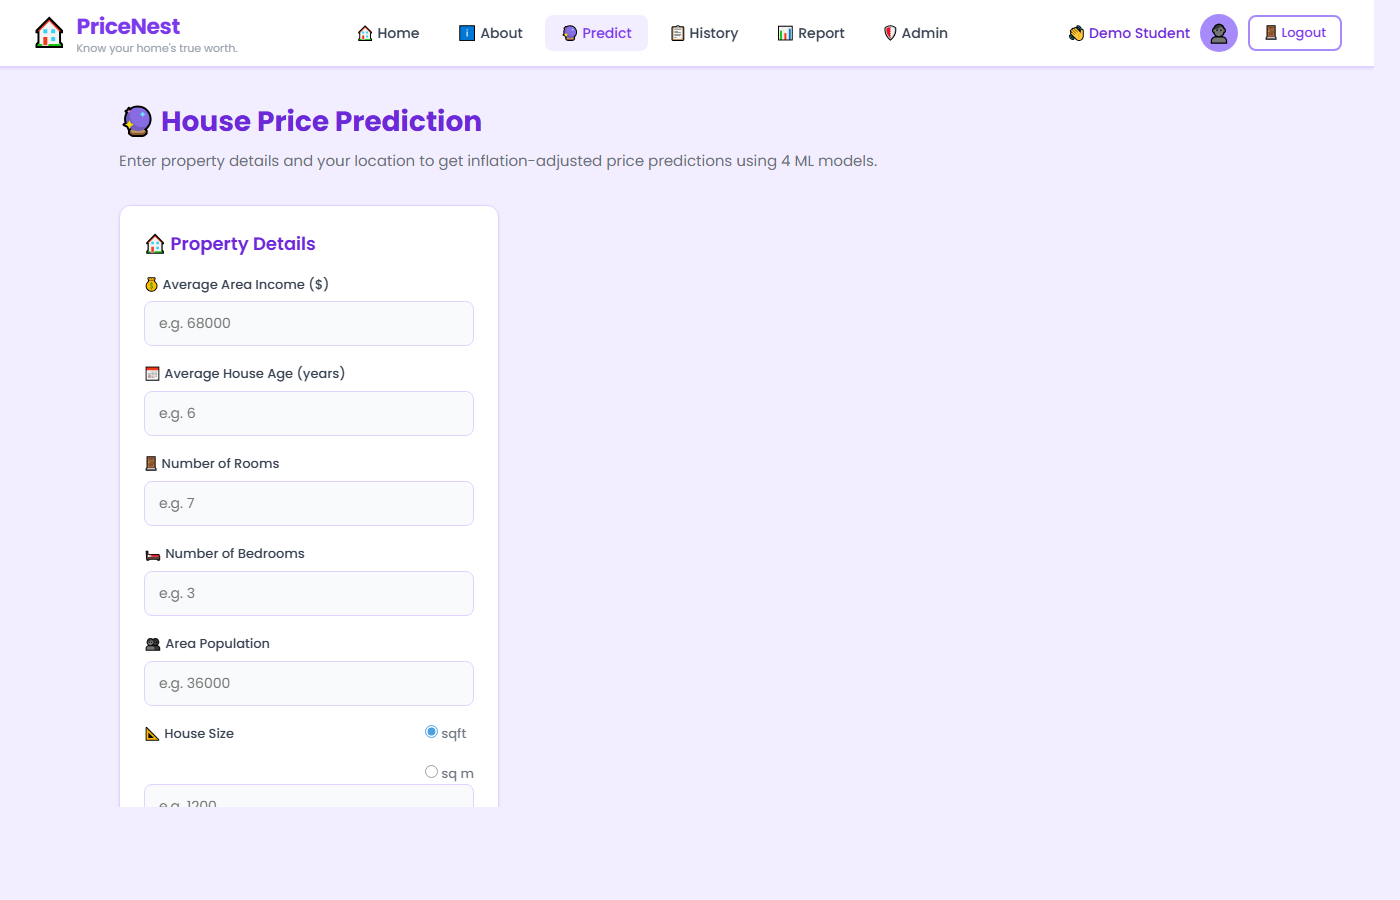 PriceNest
Know your home's true worth.
Home
About
Predict
History
Report
Admin
Demo Student
Logout
House Price Prediction
Enter property details and your location to get inflation-adjusted price predictions using 4 ML models.
Property Details
Average Area Income ($)
e.g. 68000
Average House Age (years)
e.g. 6
Number of Rooms
e.g. 7
Number of Bedrooms
e.g. 3
Area Population
e.g. 36000
House Size
sqft
sq m
e.g. 1200